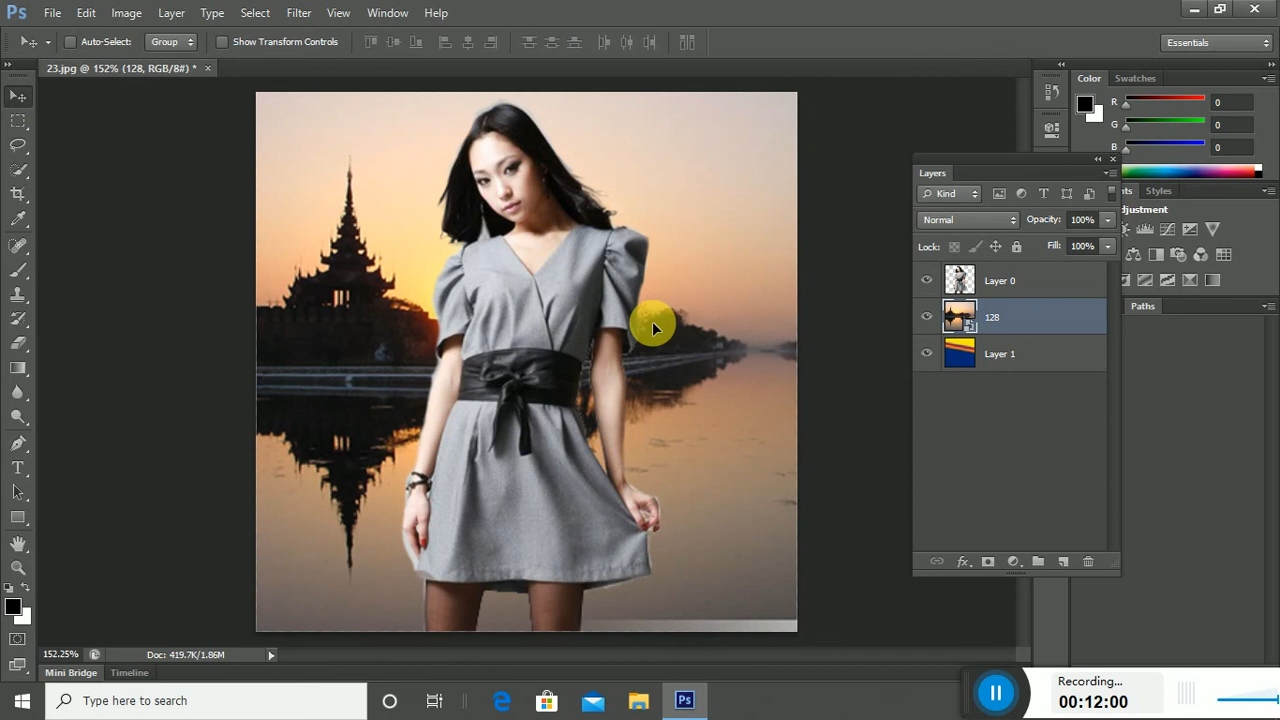 Ps File Edit Image Layer Type Select Filter View Window Help
Auto-Select: Group Show Transform Controls Essentials
23.jpg @ 152% (128, RGB/8#) * ×
Color Swatches
R 0
G 0
B 0
Layers
Styles
Kind
Normal Opacity: 100%
Lock: Fill: 100%
Layer 0
128
Layer 1
fx
Paths
152.25% Doc: 419.7K/1.86M
Mini Bridge Timeline
Type here to search
Ps
Recording...
00:12:00